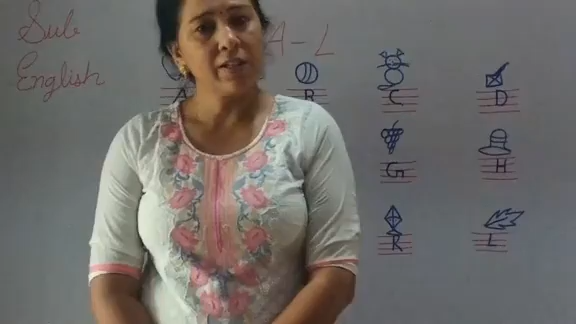 Sub A - L
English
A B C D
G H
K L